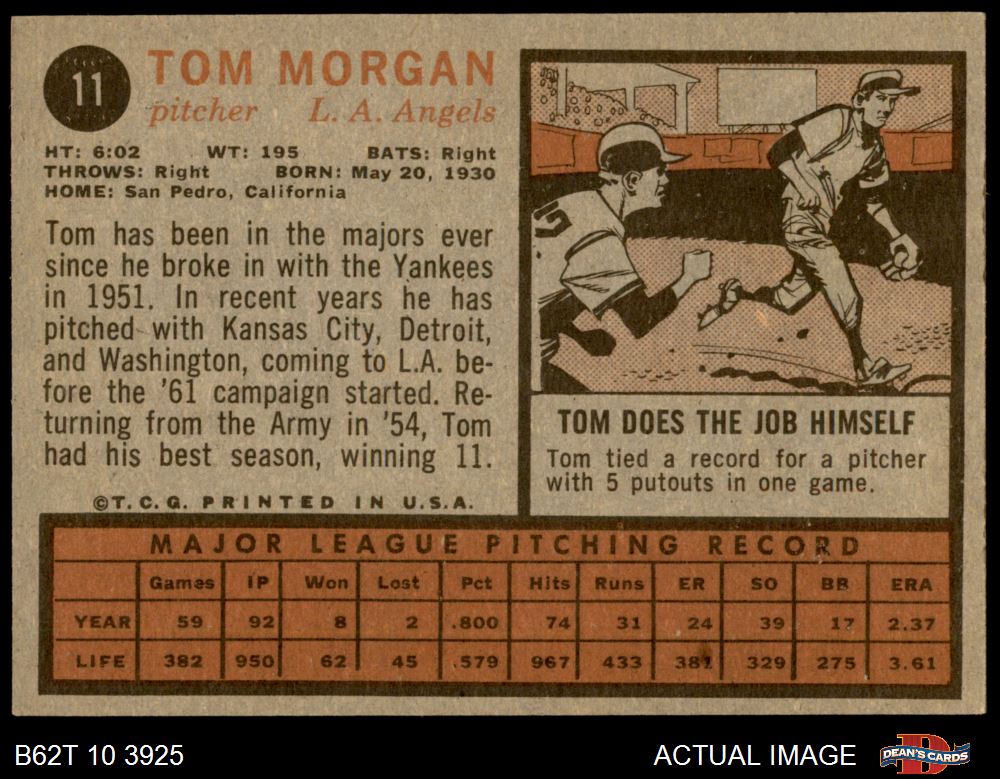 11
TOM MORGAN
pitcher L. A. Angels
HT: 6:02 WT: 195 BATS: Right
THROWS: Right BORN: May 20, 1930
HOME: San Pedro, California
Tom has been in the majors ever
since he broke in with the Yankees
in 1951. In recent years he has
pitched with Kansas City, Detroit,
and Washington, coming to L.A. be-
fore the '61 campaign started. Re-
turning from the Army in '54, Tom
had his best season, winning 11.
©T.C.G. PRINTED IN U.S.A.
5
TOM DOES THE JOB HIMSELF
Tom tied a record for a pitcher
with 5 putouts in one game.
MAJOR LEAGUE PITCHING RECORD
Games IP Won Lost Pct Hits Runs ER SO BB ERA
YEAR 59 92 8 2 .800 74 31 24 39 17 2.37
LIFE 382 950 62 45 .579 967 433 381 329 275 3.61
B62T 10 3925 ACTUAL IMAGE DEAN'S CARDS